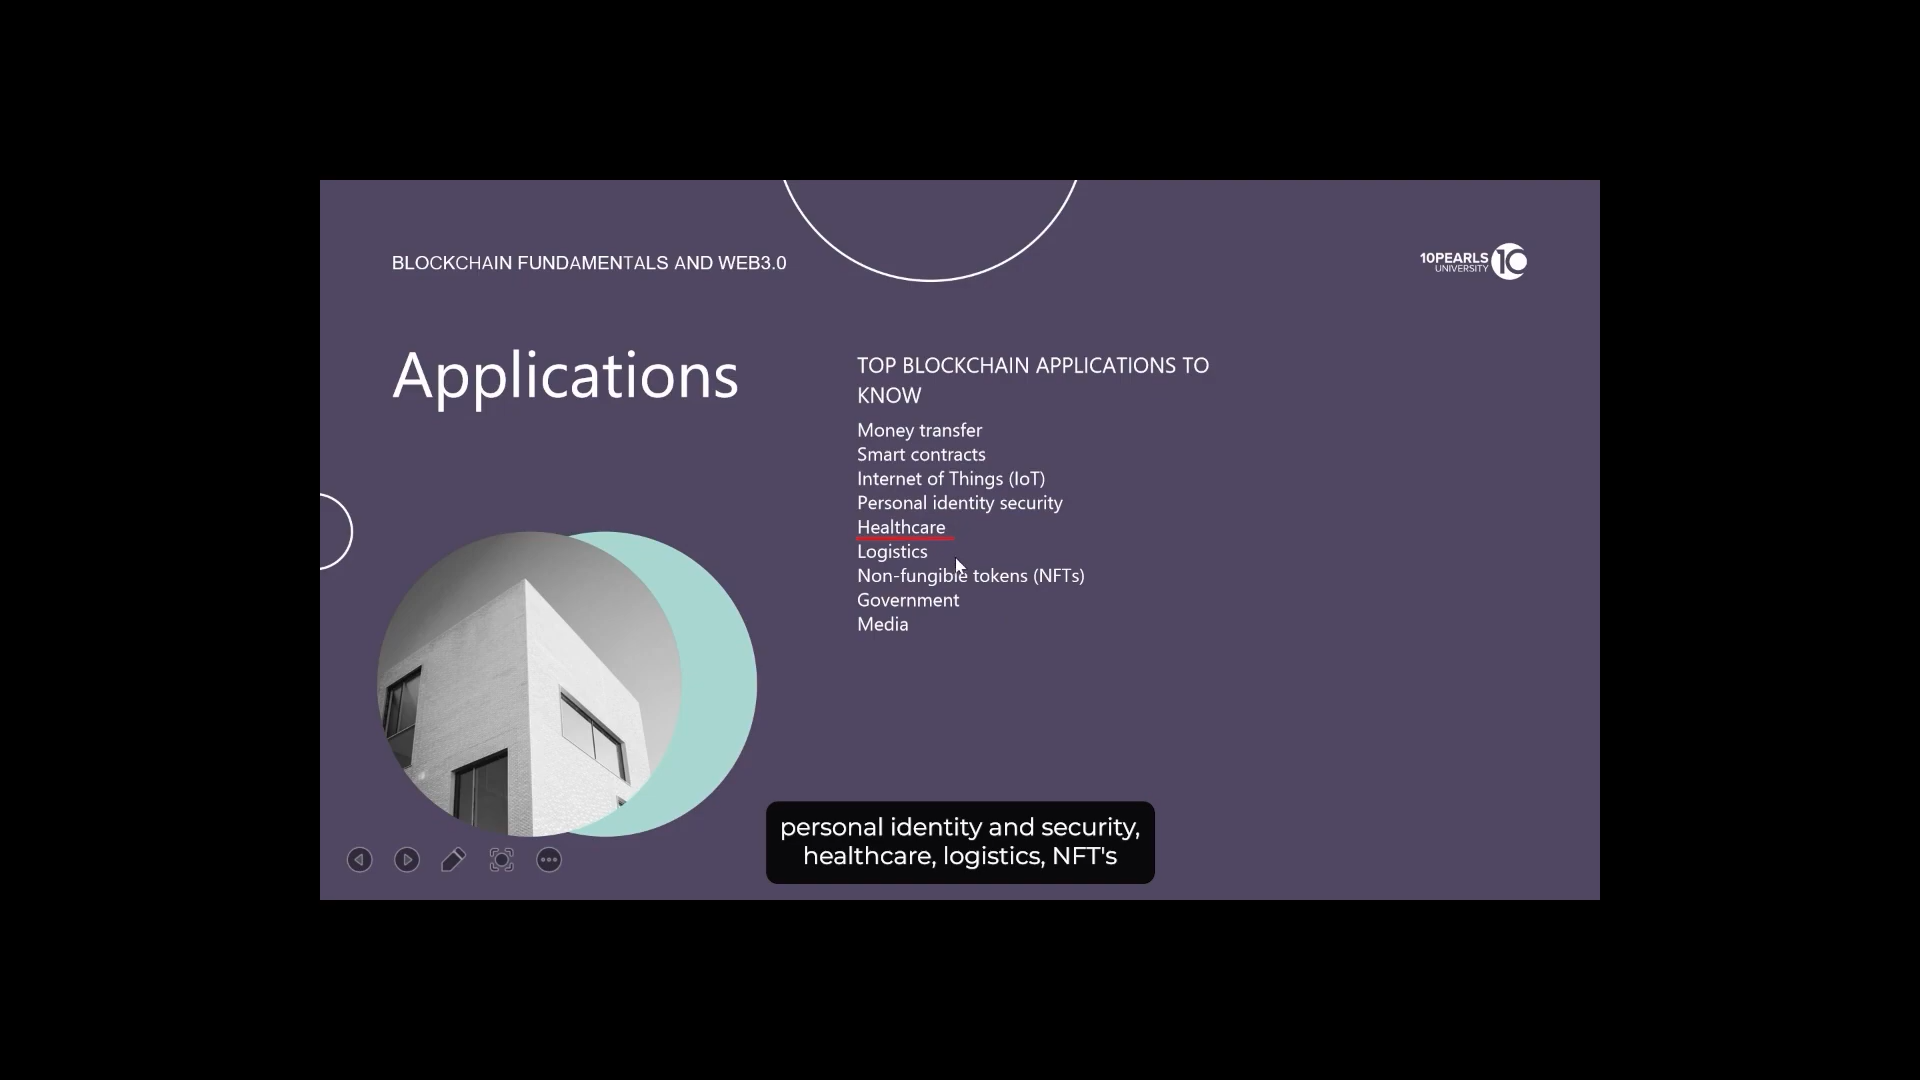 BLOCKCHAIN FUNDAMENTALS AND WEB3.0
10PEARLS
UNIVERSITY
10
Applications
TOP BLOCKCHAIN APPLICATIONS TO
KNOW
Money transfer
Smart contracts
Internet of Things (IoT)
Personal identity security
Healthcare
Logistics
Non-fungible tokens (NFTs)
Government
Media
personal identity and security,
healthcare, logistics, NFT's